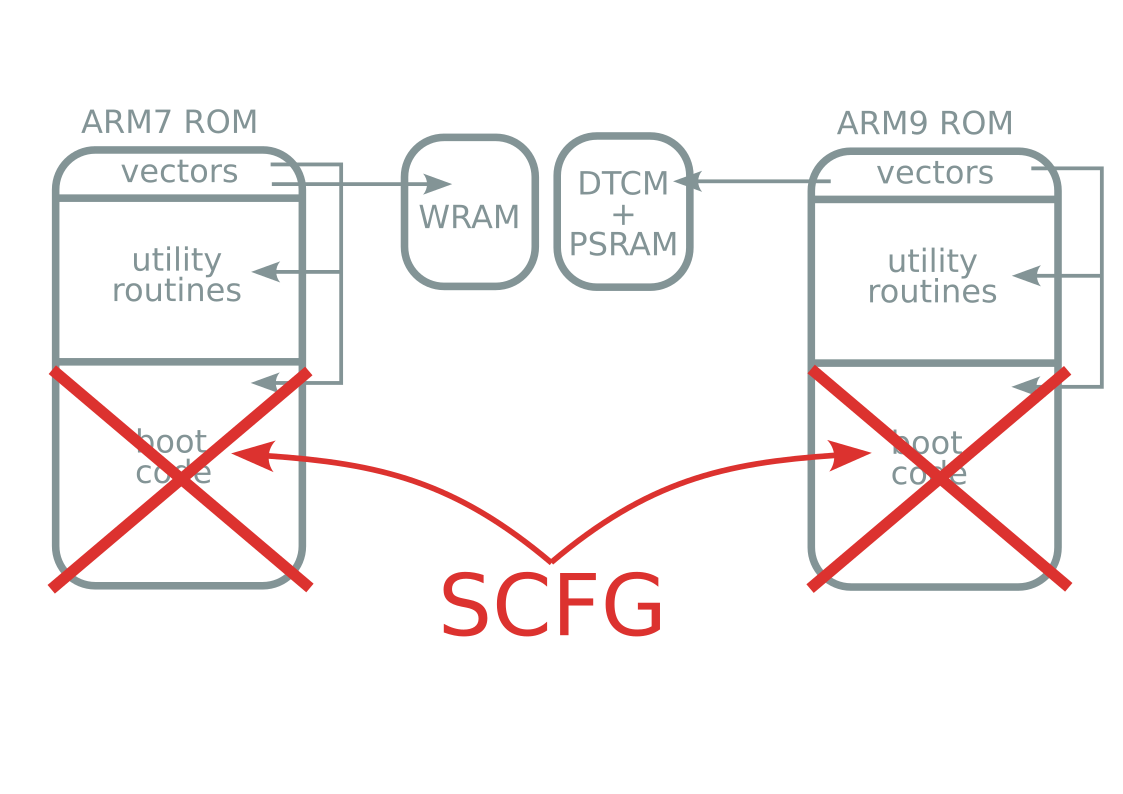 ARM7 ROM
vectors
utility
routines
boot
code
WRAM
DTCM
+
PSRAM
ARM9 ROM
vectors
utility
routines
boot
code
SCFG